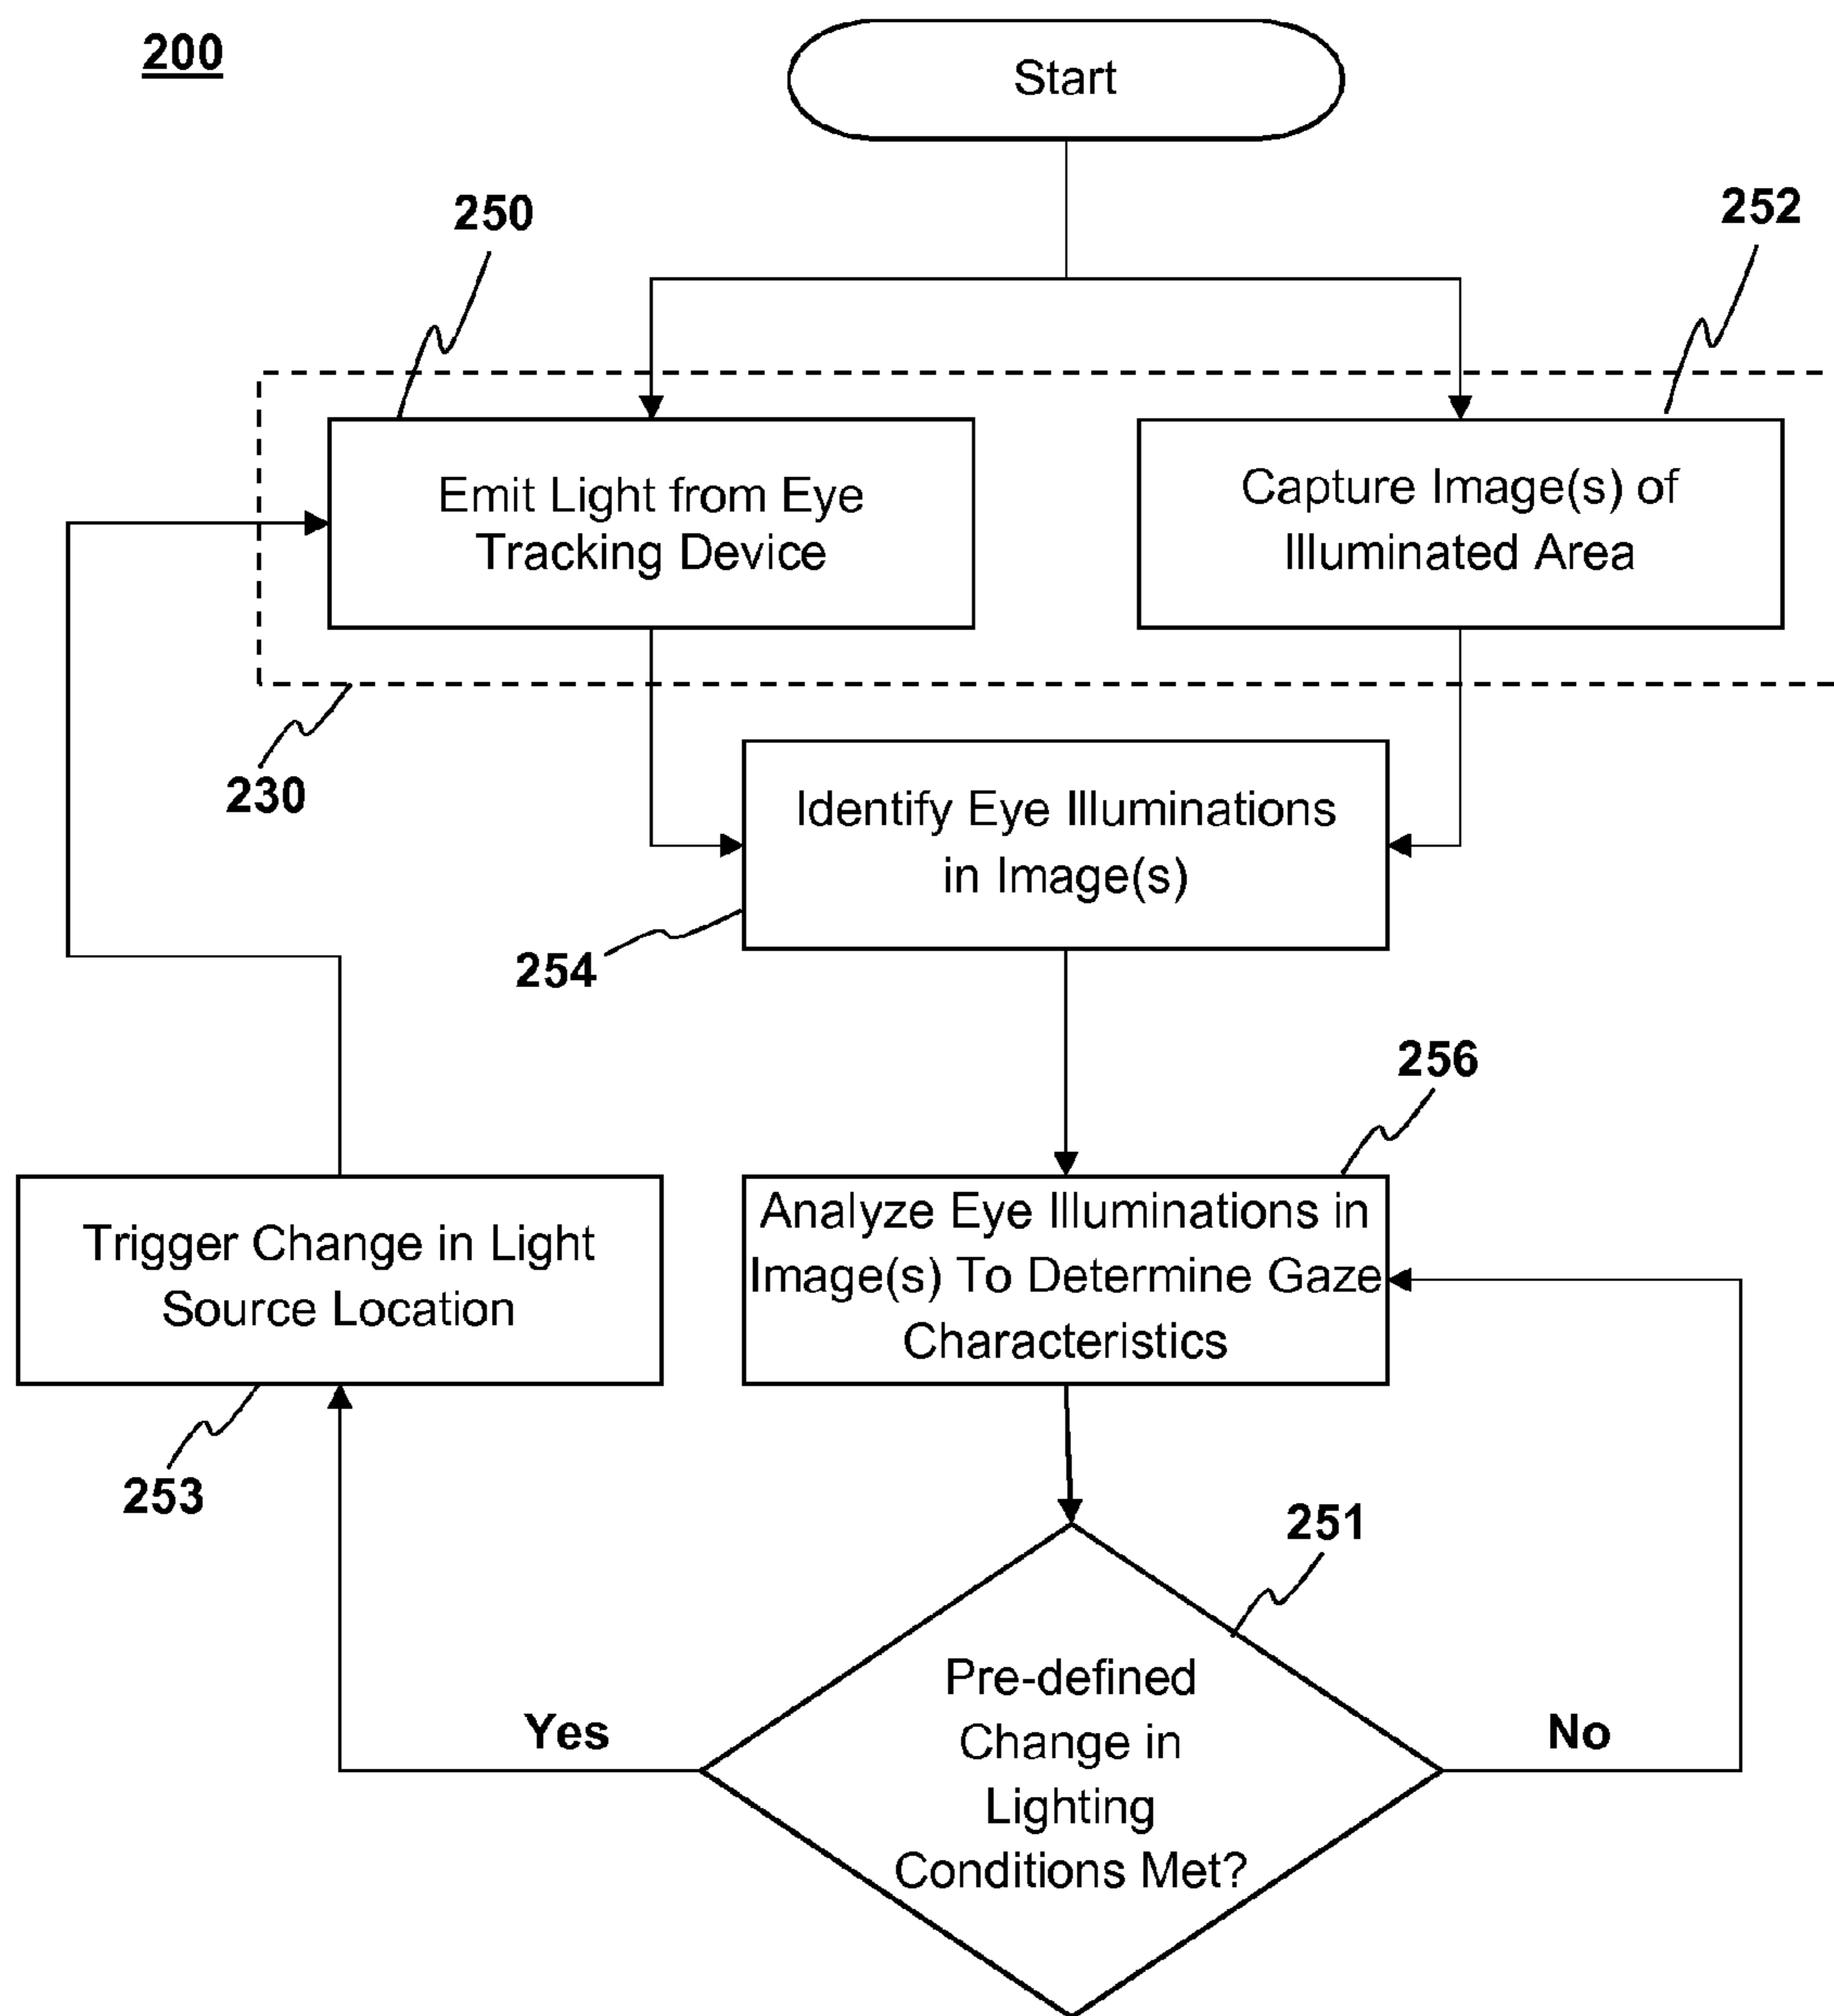 200
Start
250
252
Emit Light from Eye
Tracking Device
Capture Image(s) of
Illuminated Area
230
Identify Eye Illuminations
in Image(s)
254
256
Analyze Eye Illuminations in
Image(s) To Determine Gaze
Characteristics
Trigger Change in Light
Source Location
253
251
Pre-defined
Change in
Lighting
Conditions Met?
Yes
No